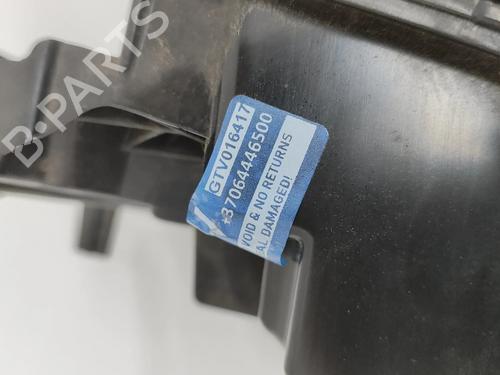 B-PARTS
GTV016417
+37064446500
VOID & NO RETURNS
AL DAMAGED!